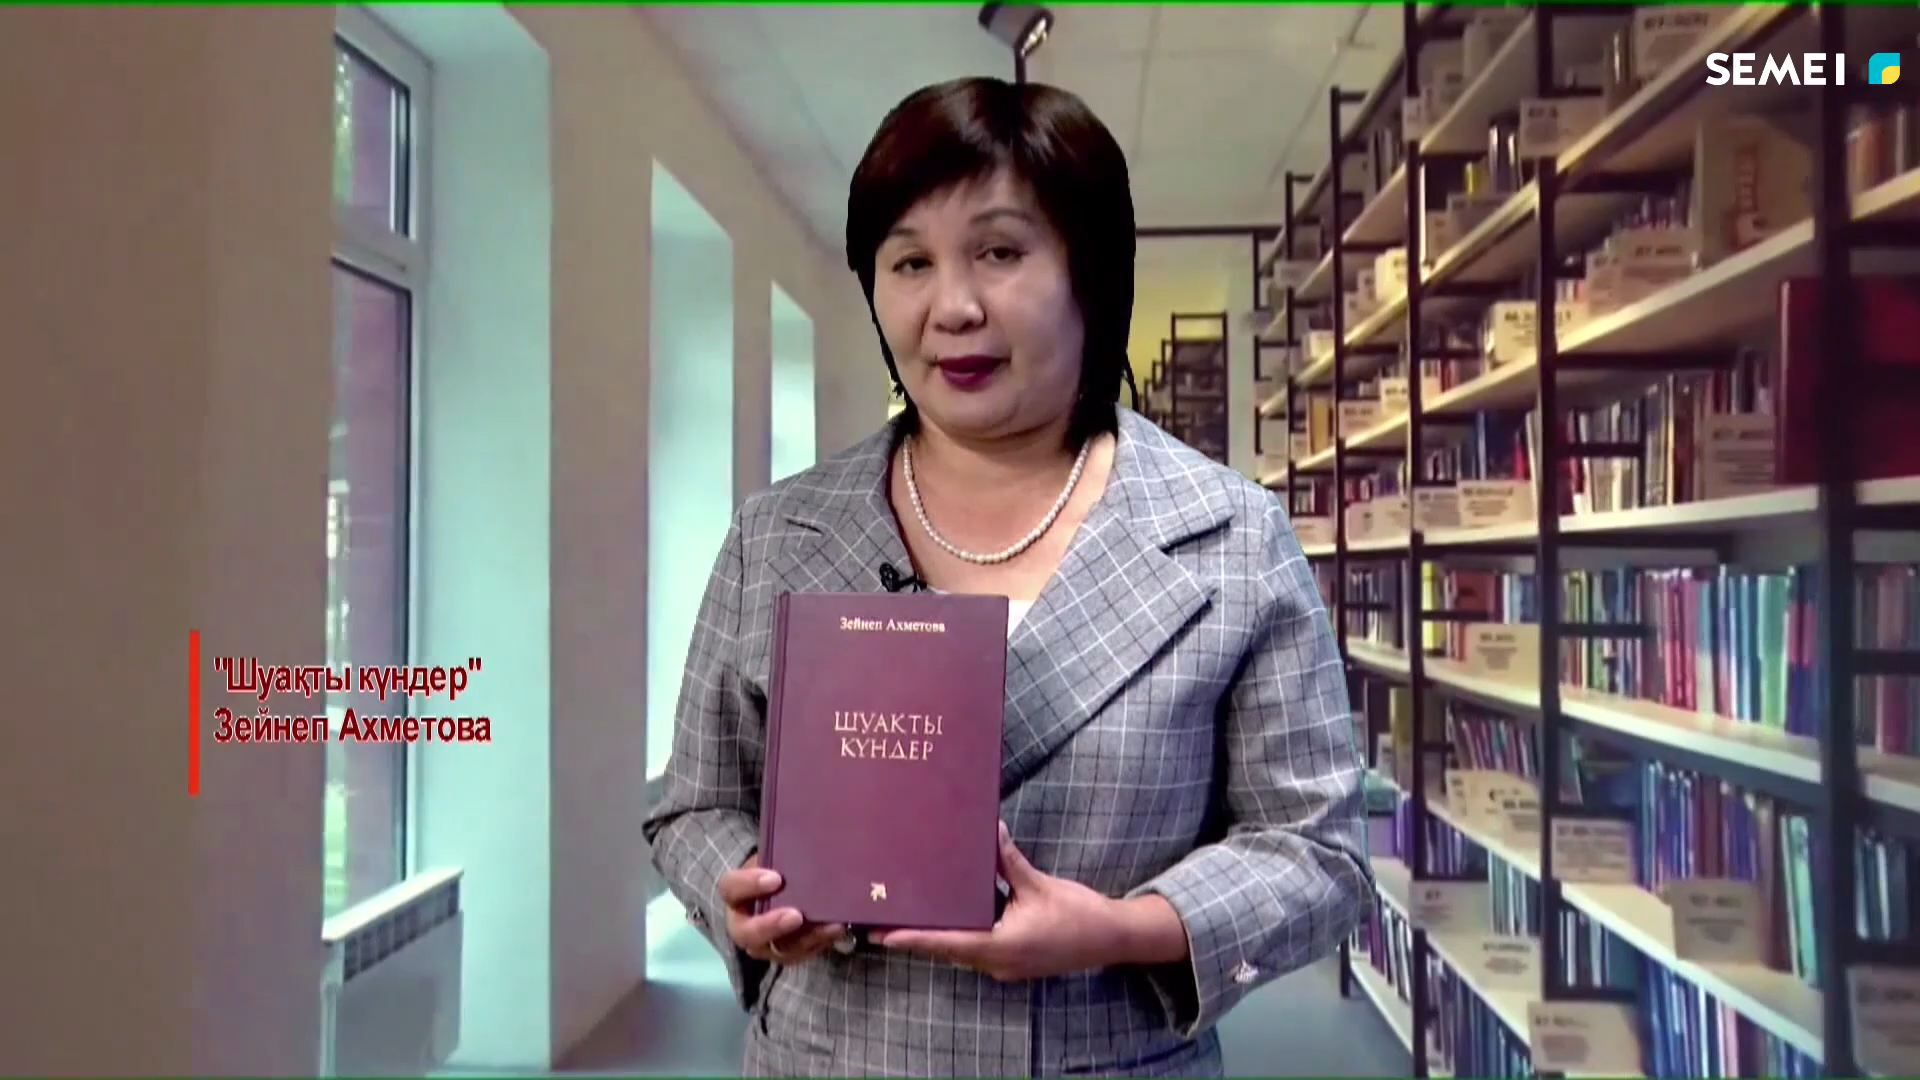 SEMEI
"Шуақты күндер"
Зейнеп Ахметова
Зейнеп Ахметова
ШУАҚТЫ
КҮНДЕР